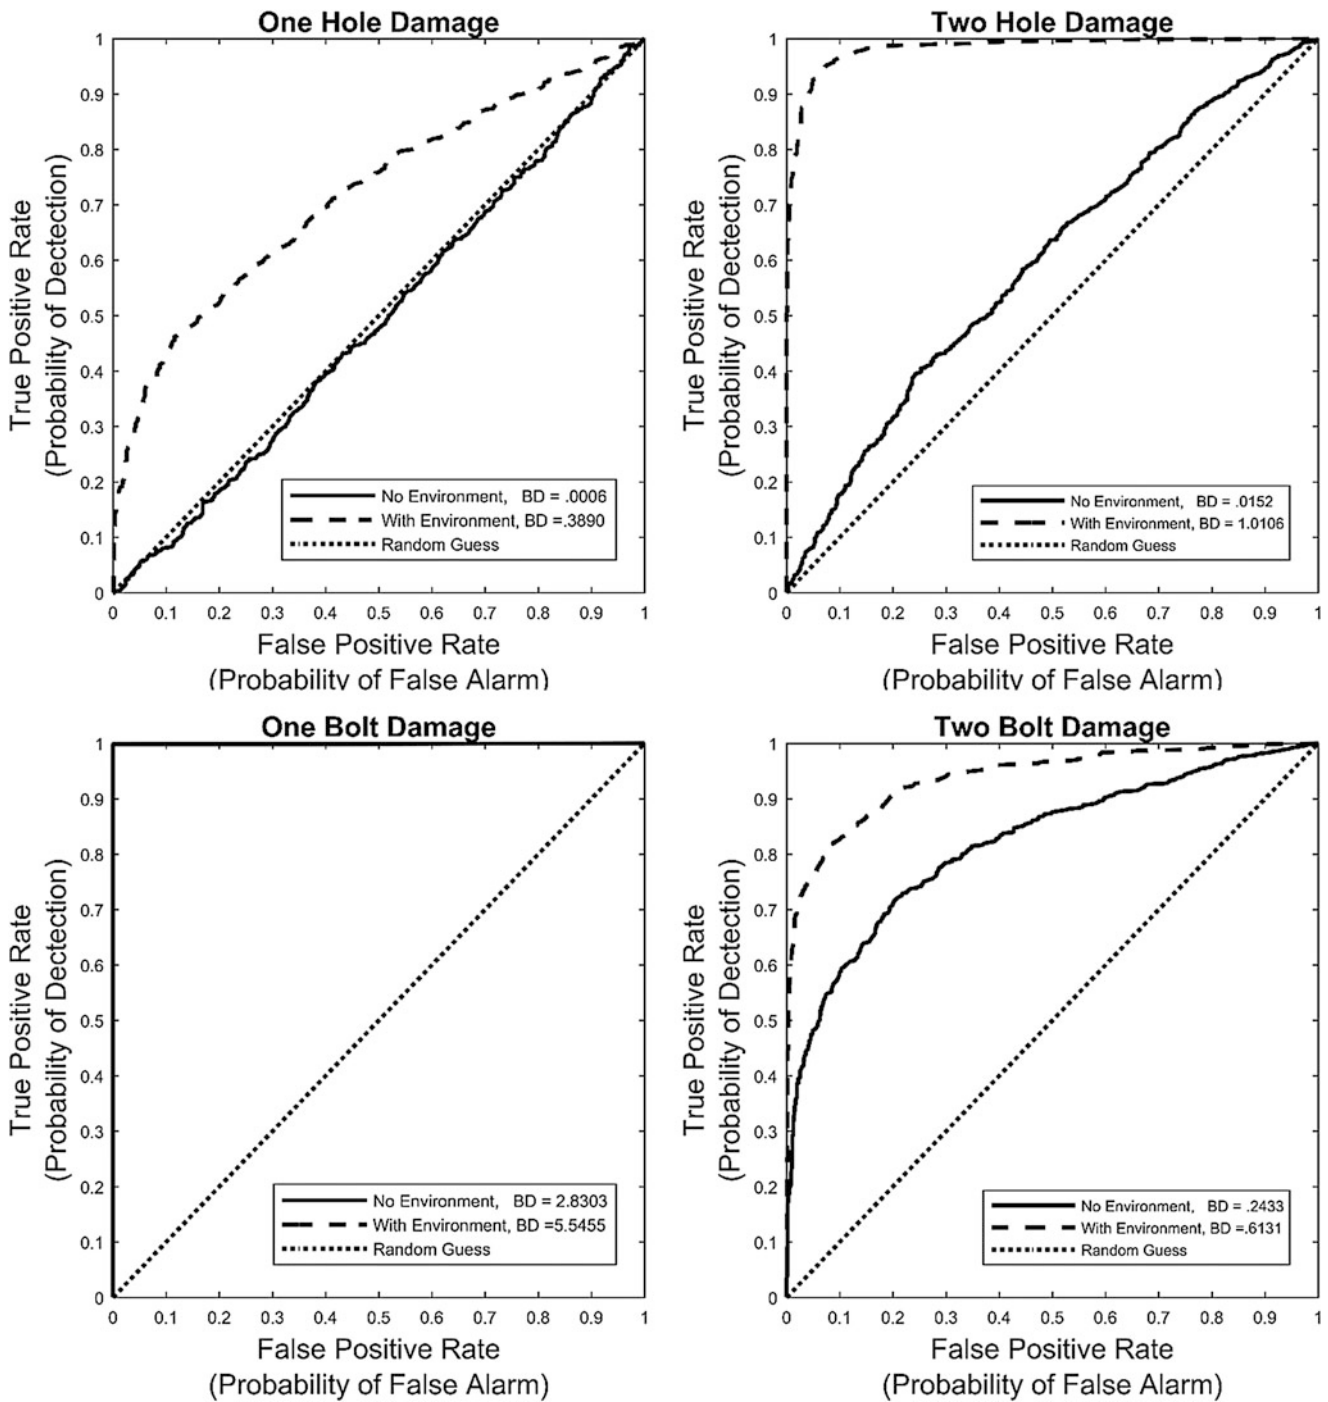 One Hole Damage
1
0.9
0.8
0.7
0.6
0.5
0.4
0.3
0.2
0.1
0
True Positive Rate
(Probability of Dectection)
No Environment, BD = .0006
With Environment, BD =.3890
Random Guess
0 0.1 0.2 0.3 0.4 0.5 0.6 0.7 0.8 0.9 1
False Positive Rate
(Probability of False Alarm)
Two Hole Damage
1
0.9
0.8
0.7
0.6
0.5
0.4
0.3
0.2
0.1
0
True Positive Rate
(Probability of Dectection)
No Environment, BD = .0152
With Environment, BD = 1.0106
Random Guess
0 0.1 0.2 0.3 0.4 0.5 0.6 0.7 0.8 0.9 1
False Positive Rate
(Probability of False Alarm)
One Bolt Damage
1
0.9
0.8
0.7
0.6
0.5
0.4
0.3
0.2
0.1
0
True Positive Rate
(Probability of Dectection)
No Environment, BD = 2.8303
With Environment, BD =5.5455
Random Guess
0 0.1 0.2 0.3 0.4 0.5 0.6 0.7 0.8 0.9 1
False Positive Rate
(Probability of False Alarm)
Two Bolt Damage
1
0.9
0.8
0.7
0.6
0.5
0.4
0.3
0.2
0.1
0
True Positive Rate
(Probability of Dectection)
No Environment, BD = .2433
With Environment, BD =.6131
Random Guess
0 0.1 0.2 0.3 0.4 0.5 0.6 0.7 0.8 0.9 1
False Positive Rate
(Probability of False Alarm)